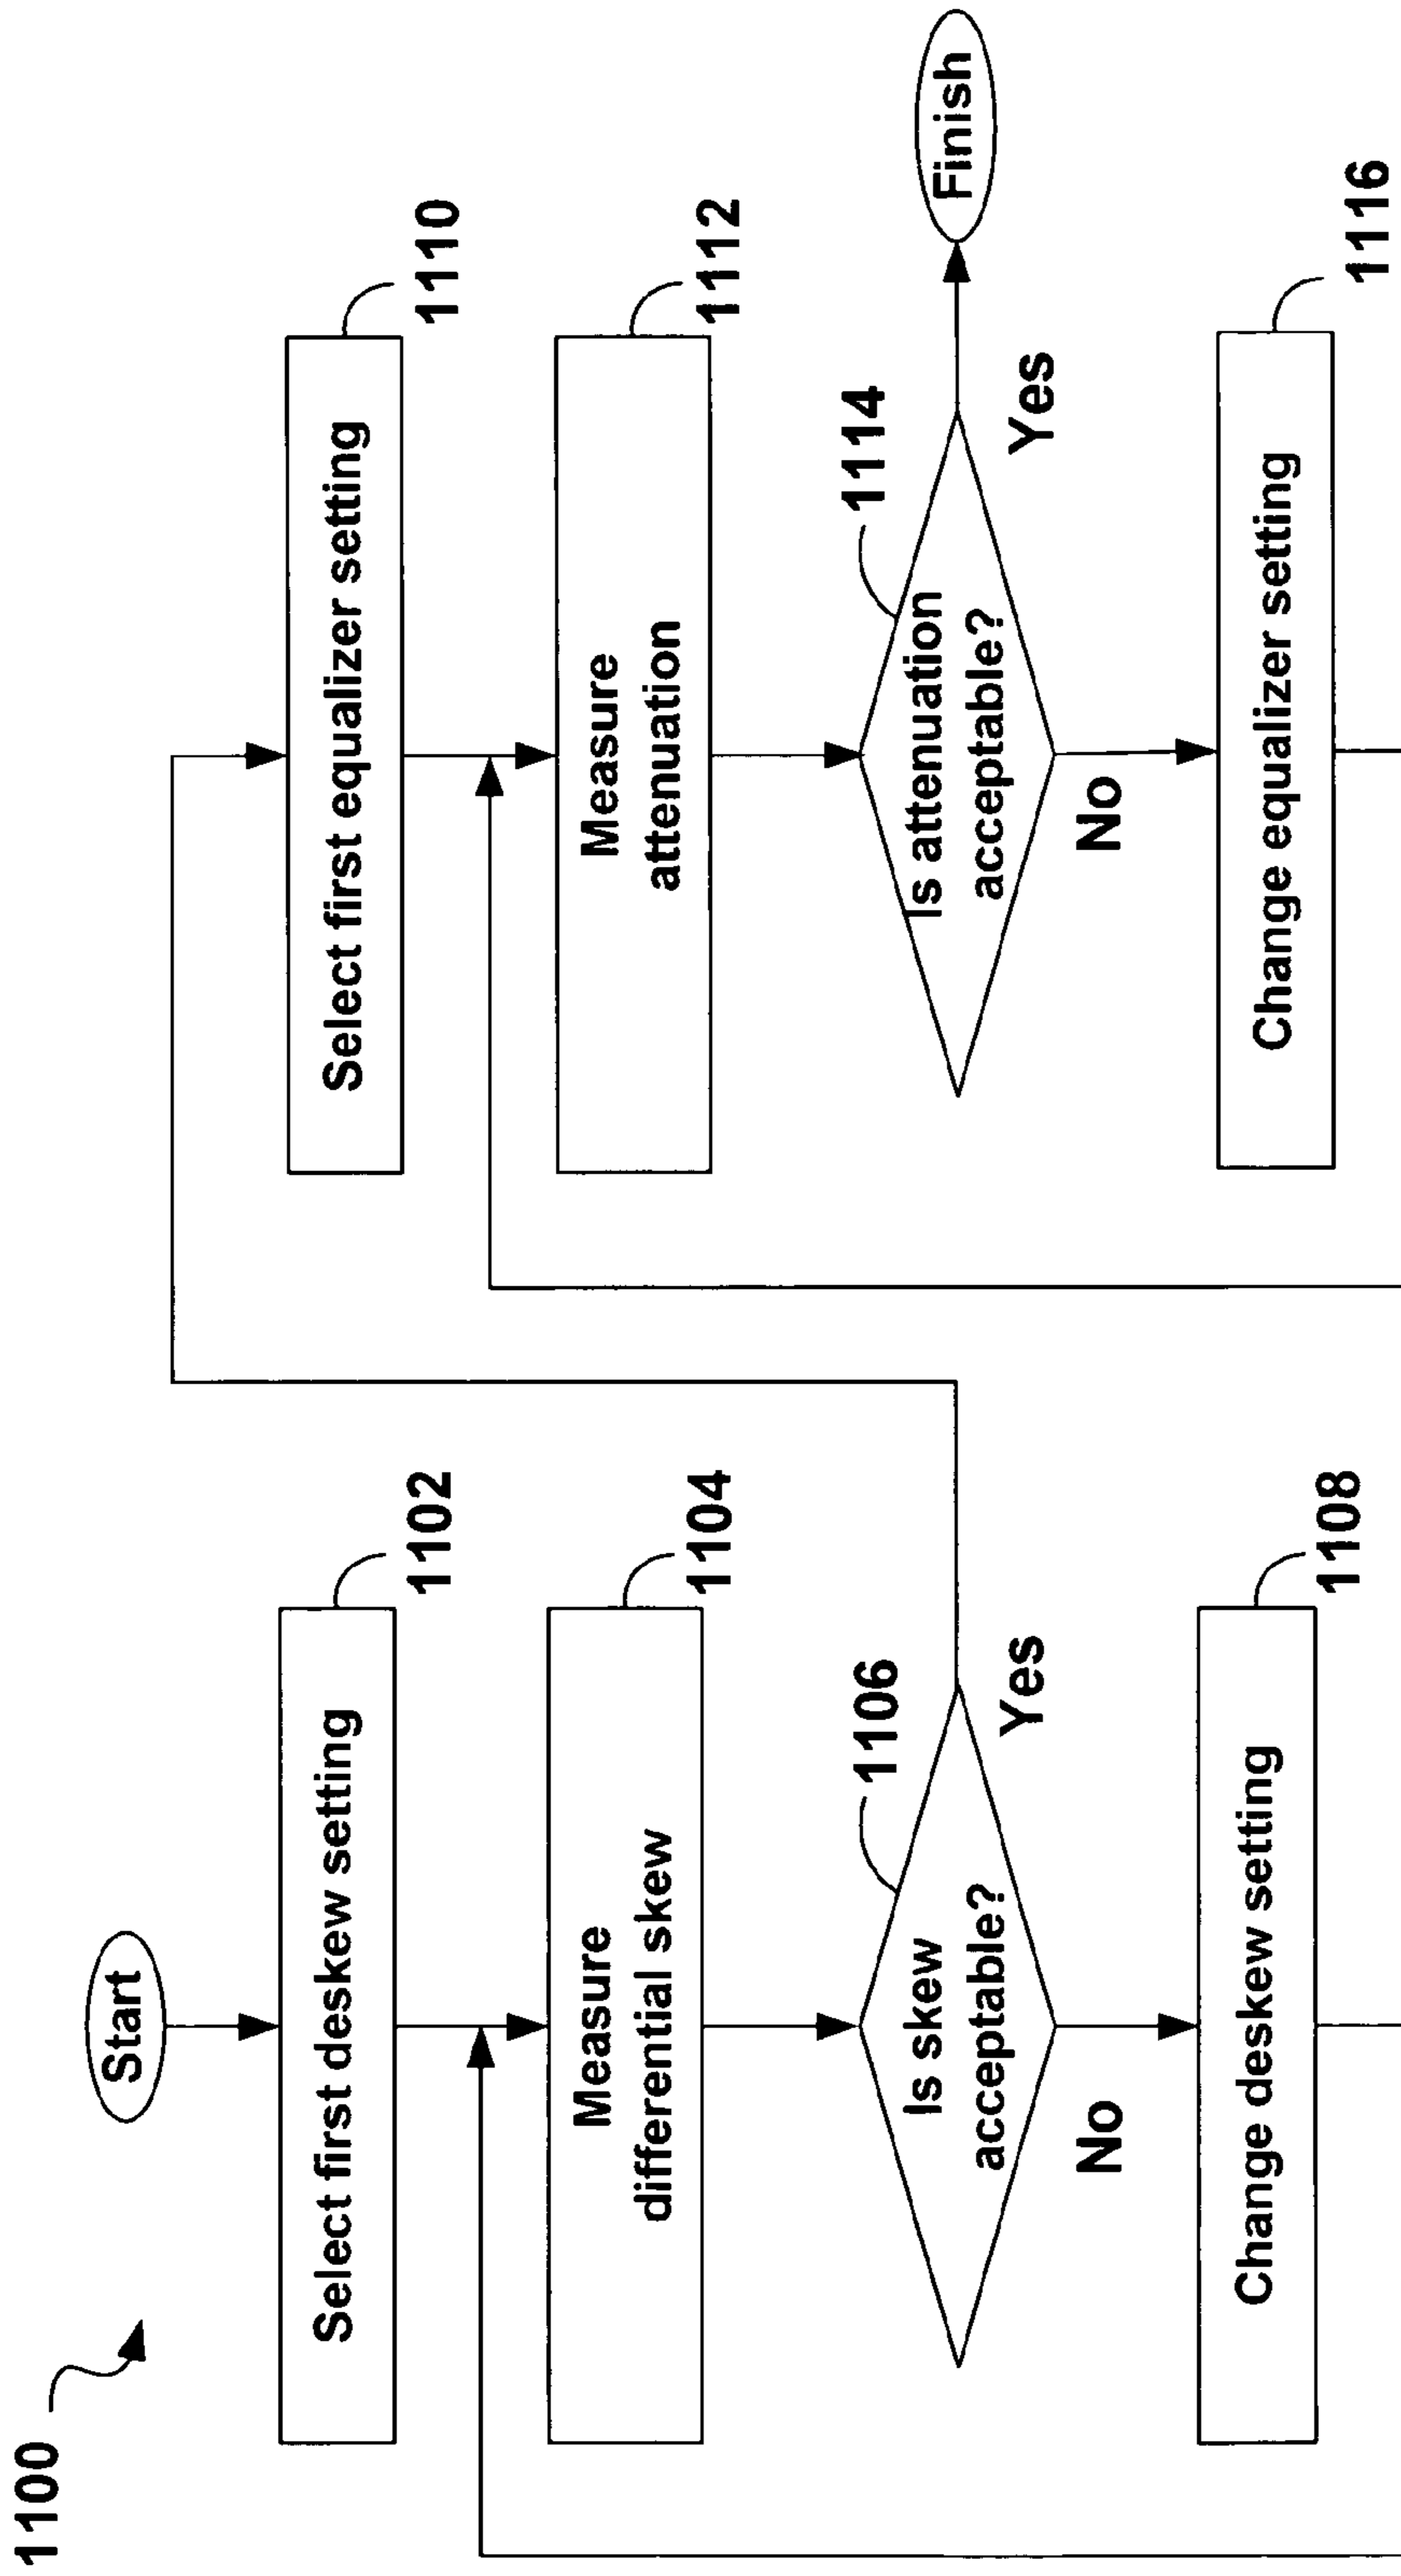 1100
Start
Select first deskew setting
1102
Measure
differential skew
1104
Is skew
acceptable?
1106
Yes
No
Change deskew setting
1108
Select first equalizer setting
1110
Measure
attenuation
1112
Is attenuation
acceptable?
1114
Yes
Finish
No
Change equalizer setting
1116